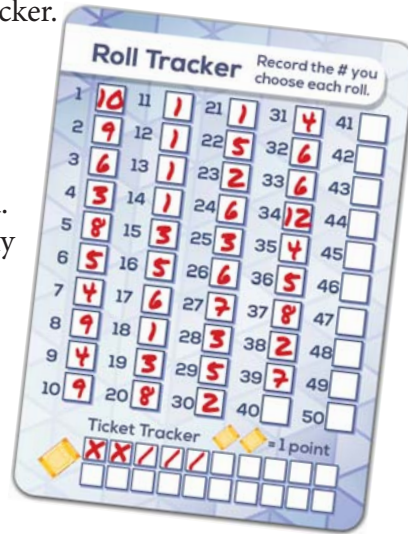 cker.
Roll Tracker
Record the # you
choose each roll.
1 10 11 1 21 1 31 4 41
2 9 12 1 22 5 32 6 42
3 6 13 1 23 2 33 6 43
4 3 14 1 24 6 34 12 44
5 8 15 3 25 3 35 4 45
6 5 16 5 26 6 36 5 46
7 4 17 6 27 7 37 8 47
8 9 18 1 28 3 38 2 48
9 4 19 3 29 5 39 7 49
10 9 20 8 30 2 40 50
Ticket Tracker = 1 point
X X / / /
.
y